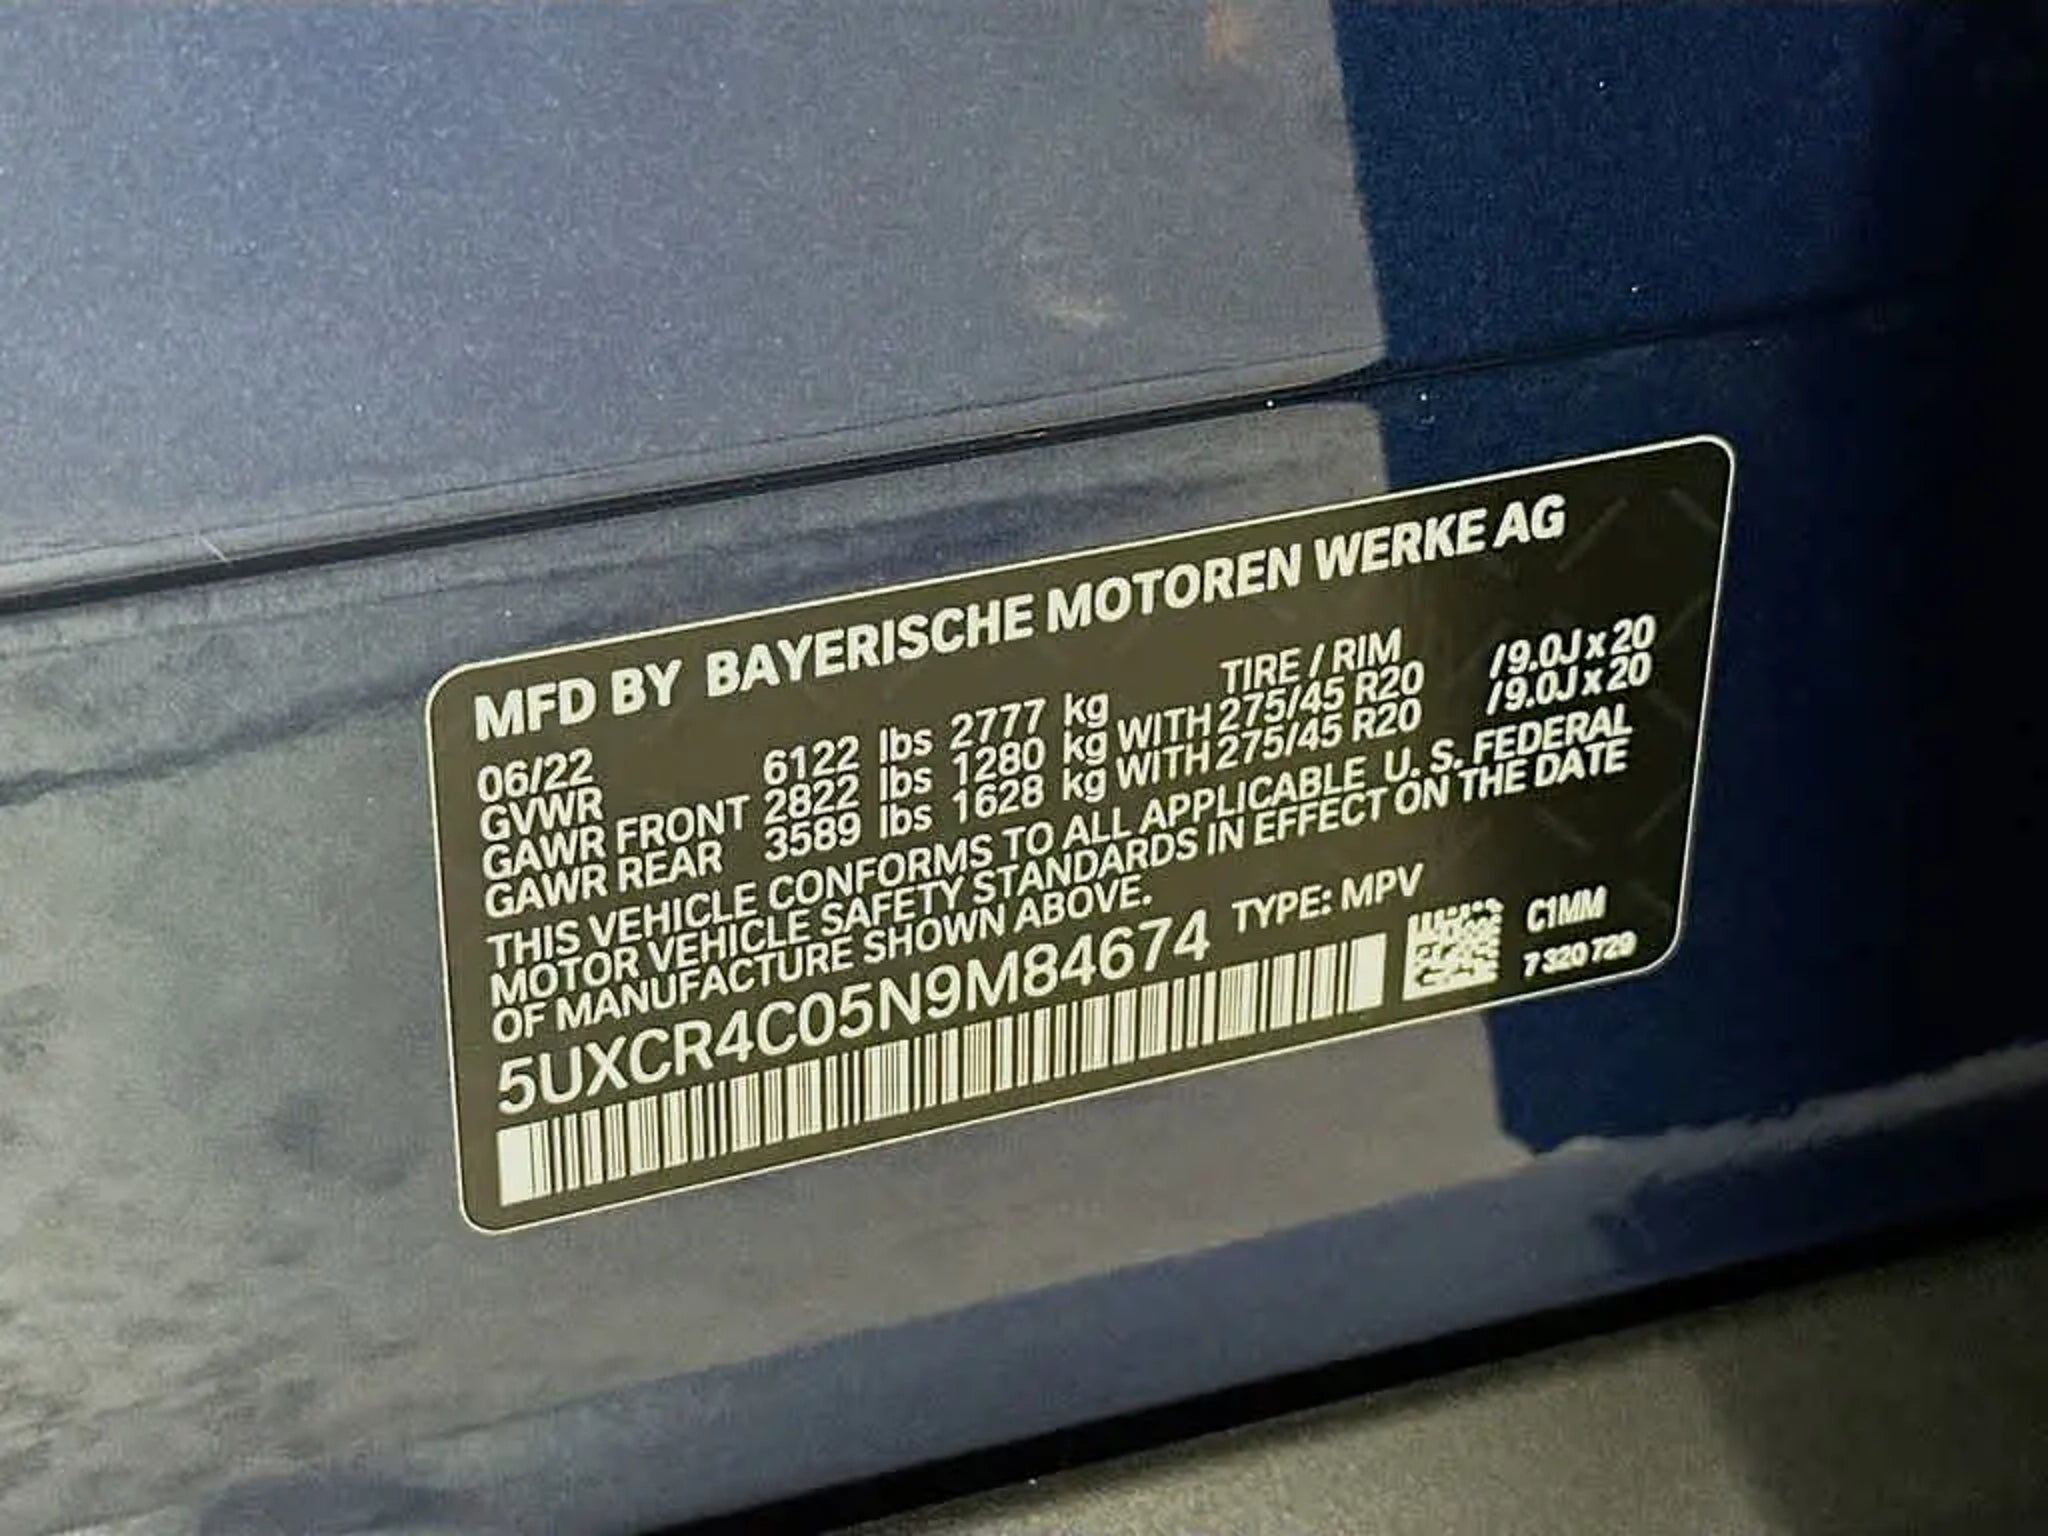 MFD BY BAYERISCHE MOTOREN WERKE AG
06/22 TIRE / RIM
GVWR 6122 lbs 2777 kg
GAWR FRONT 2822 lbs 1280 kg WITH 275/45 R20 /9.0J x 20
GAWR REAR 3589 lbs 1628 kg WITH 275/45 R20 /9.0J x 20
THIS VEHICLE CONFORMS TO ALL APPLICABLE U.S. FEDERAL
MOTOR VEHICLE SAFETY STANDARDS IN EFFECT ON THE DATE
OF MANUFACTURE SHOWN ABOVE.
5UXCR4C05N9M84674 TYPE: MPV
C1MM
7 320 729